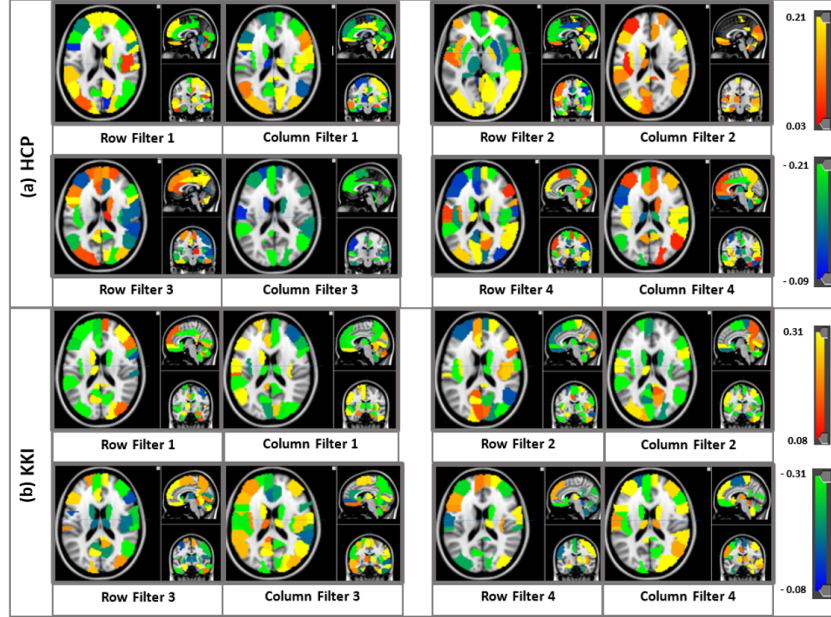 0.21
Row Filter 1 Column Filter 1 Row Filter 2 Column Filter 2
0.03
(a) HCP
- 0.21
Row Filter 3 Column Filter 3 Row Filter 4 Column Filter 4
- 0.09
0.31
Row Filter 1 Column Filter 1 Row Filter 2 Column Filter 2
0.08
(b) KKI
- 0.31
Row Filter 3 Column Filter 3 Row Filter 4 Column Filter 4
- 0.08